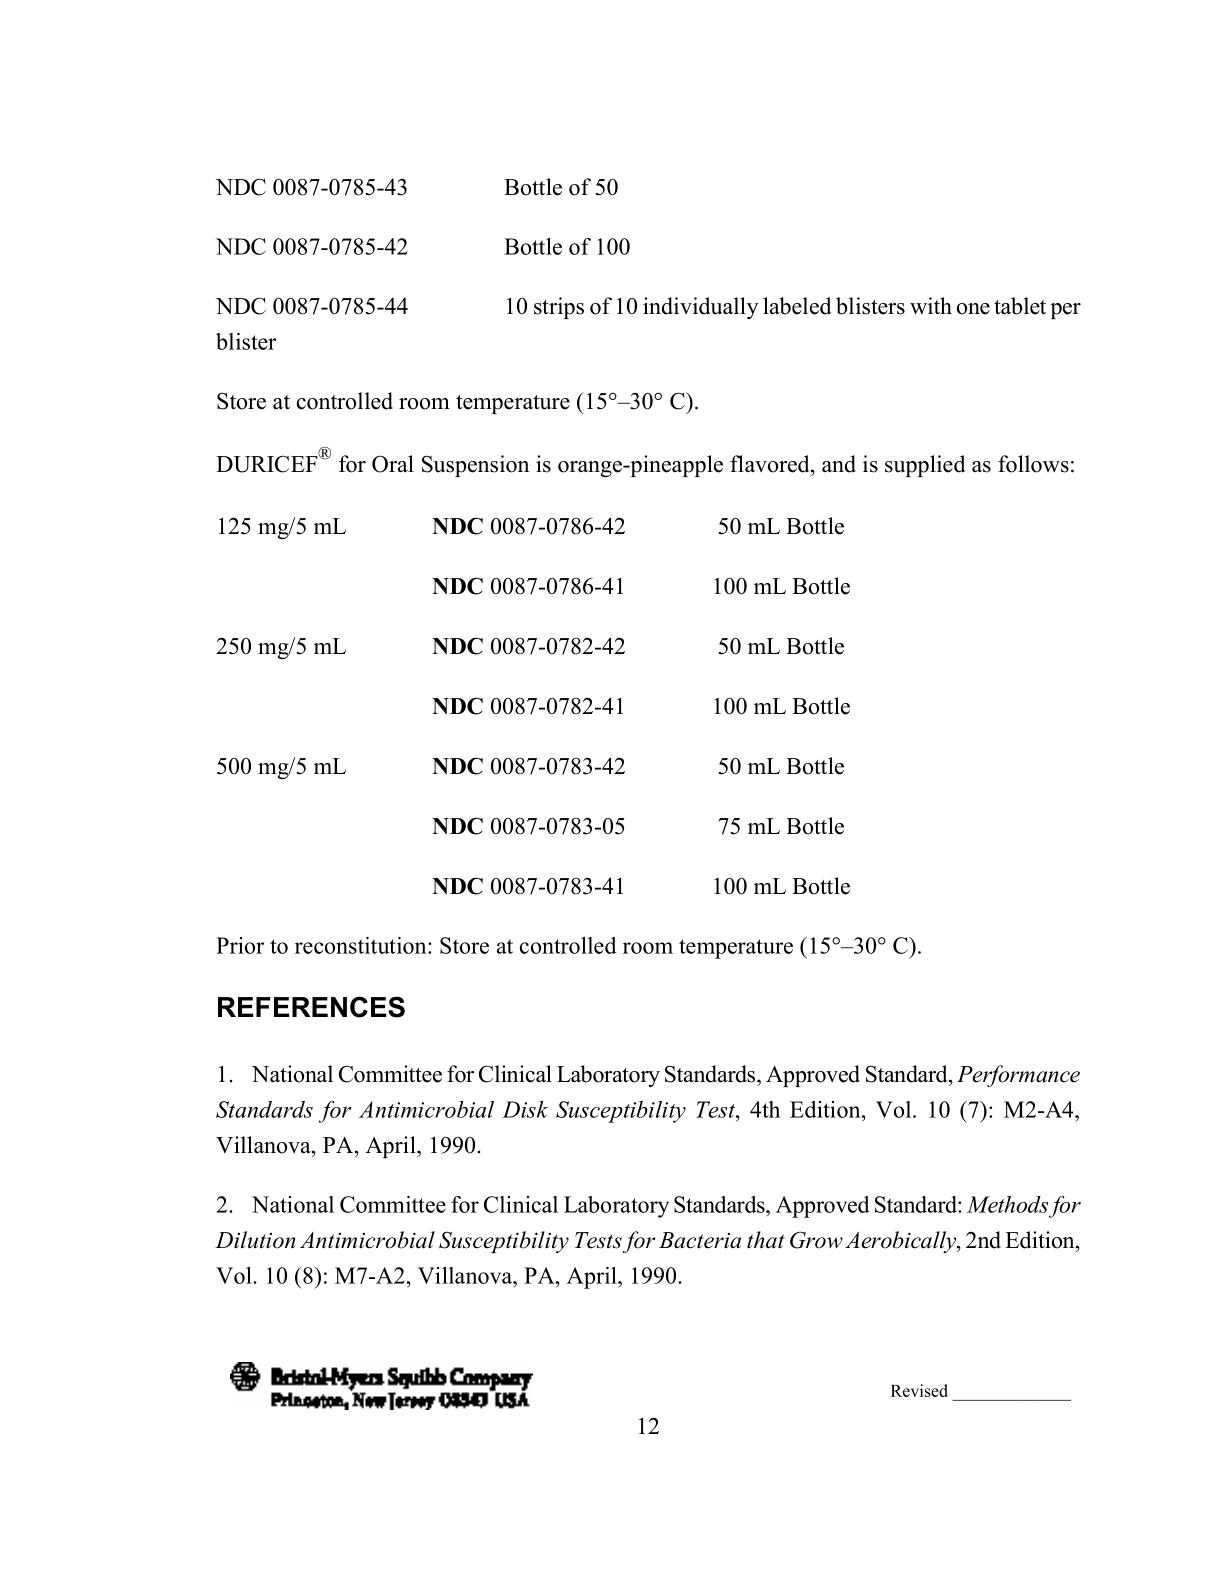 NDC 0087-0785-43 Bottle of 50
NDC 0087-0785-42 Bottle of 100
NDC 0087-0785-44 10 strips of 10 individually labeled blisters with one tablet per
blister
Store at controlled room temperature (15°–30° C).
DURICEF® for Oral Suspension is orange-pineapple flavored, and is supplied as follows:
125 mg/5 mL NDC 0087-0786-42 50 mL Bottle
NDC 0087-0786-41 100 mL Bottle
250 mg/5 mL NDC 0087-0782-42 50 mL Bottle
NDC 0087-0782-41 100 mL Bottle
500 mg/5 mL NDC 0087-0783-42 50 mL Bottle
NDC 0087-0783-05 75 mL Bottle
NDC 0087-0783-41 100 mL Bottle
Prior to reconstitution: Store at controlled room temperature (15°–30° C).
REFERENCES
1. National Committee for Clinical Laboratory Standards, Approved Standard, Performance
Standards for Antimicrobial Disk Susceptibility Test, 4th Edition, Vol. 10 (7): M2-A4,
Villanova, PA, April, 1990.
2. National Committee for Clinical Laboratory Standards, Approved Standard: Methods for
Dilution Antimicrobial Susceptibility Tests for Bacteria that Grow Aerobically, 2nd Edition,
Vol. 10 (8): M7-A2, Villanova, PA, April, 1990.
Bristol-Myers Squibb Company
Princeton, New Jersey 08543 USA
Revised _____________
12